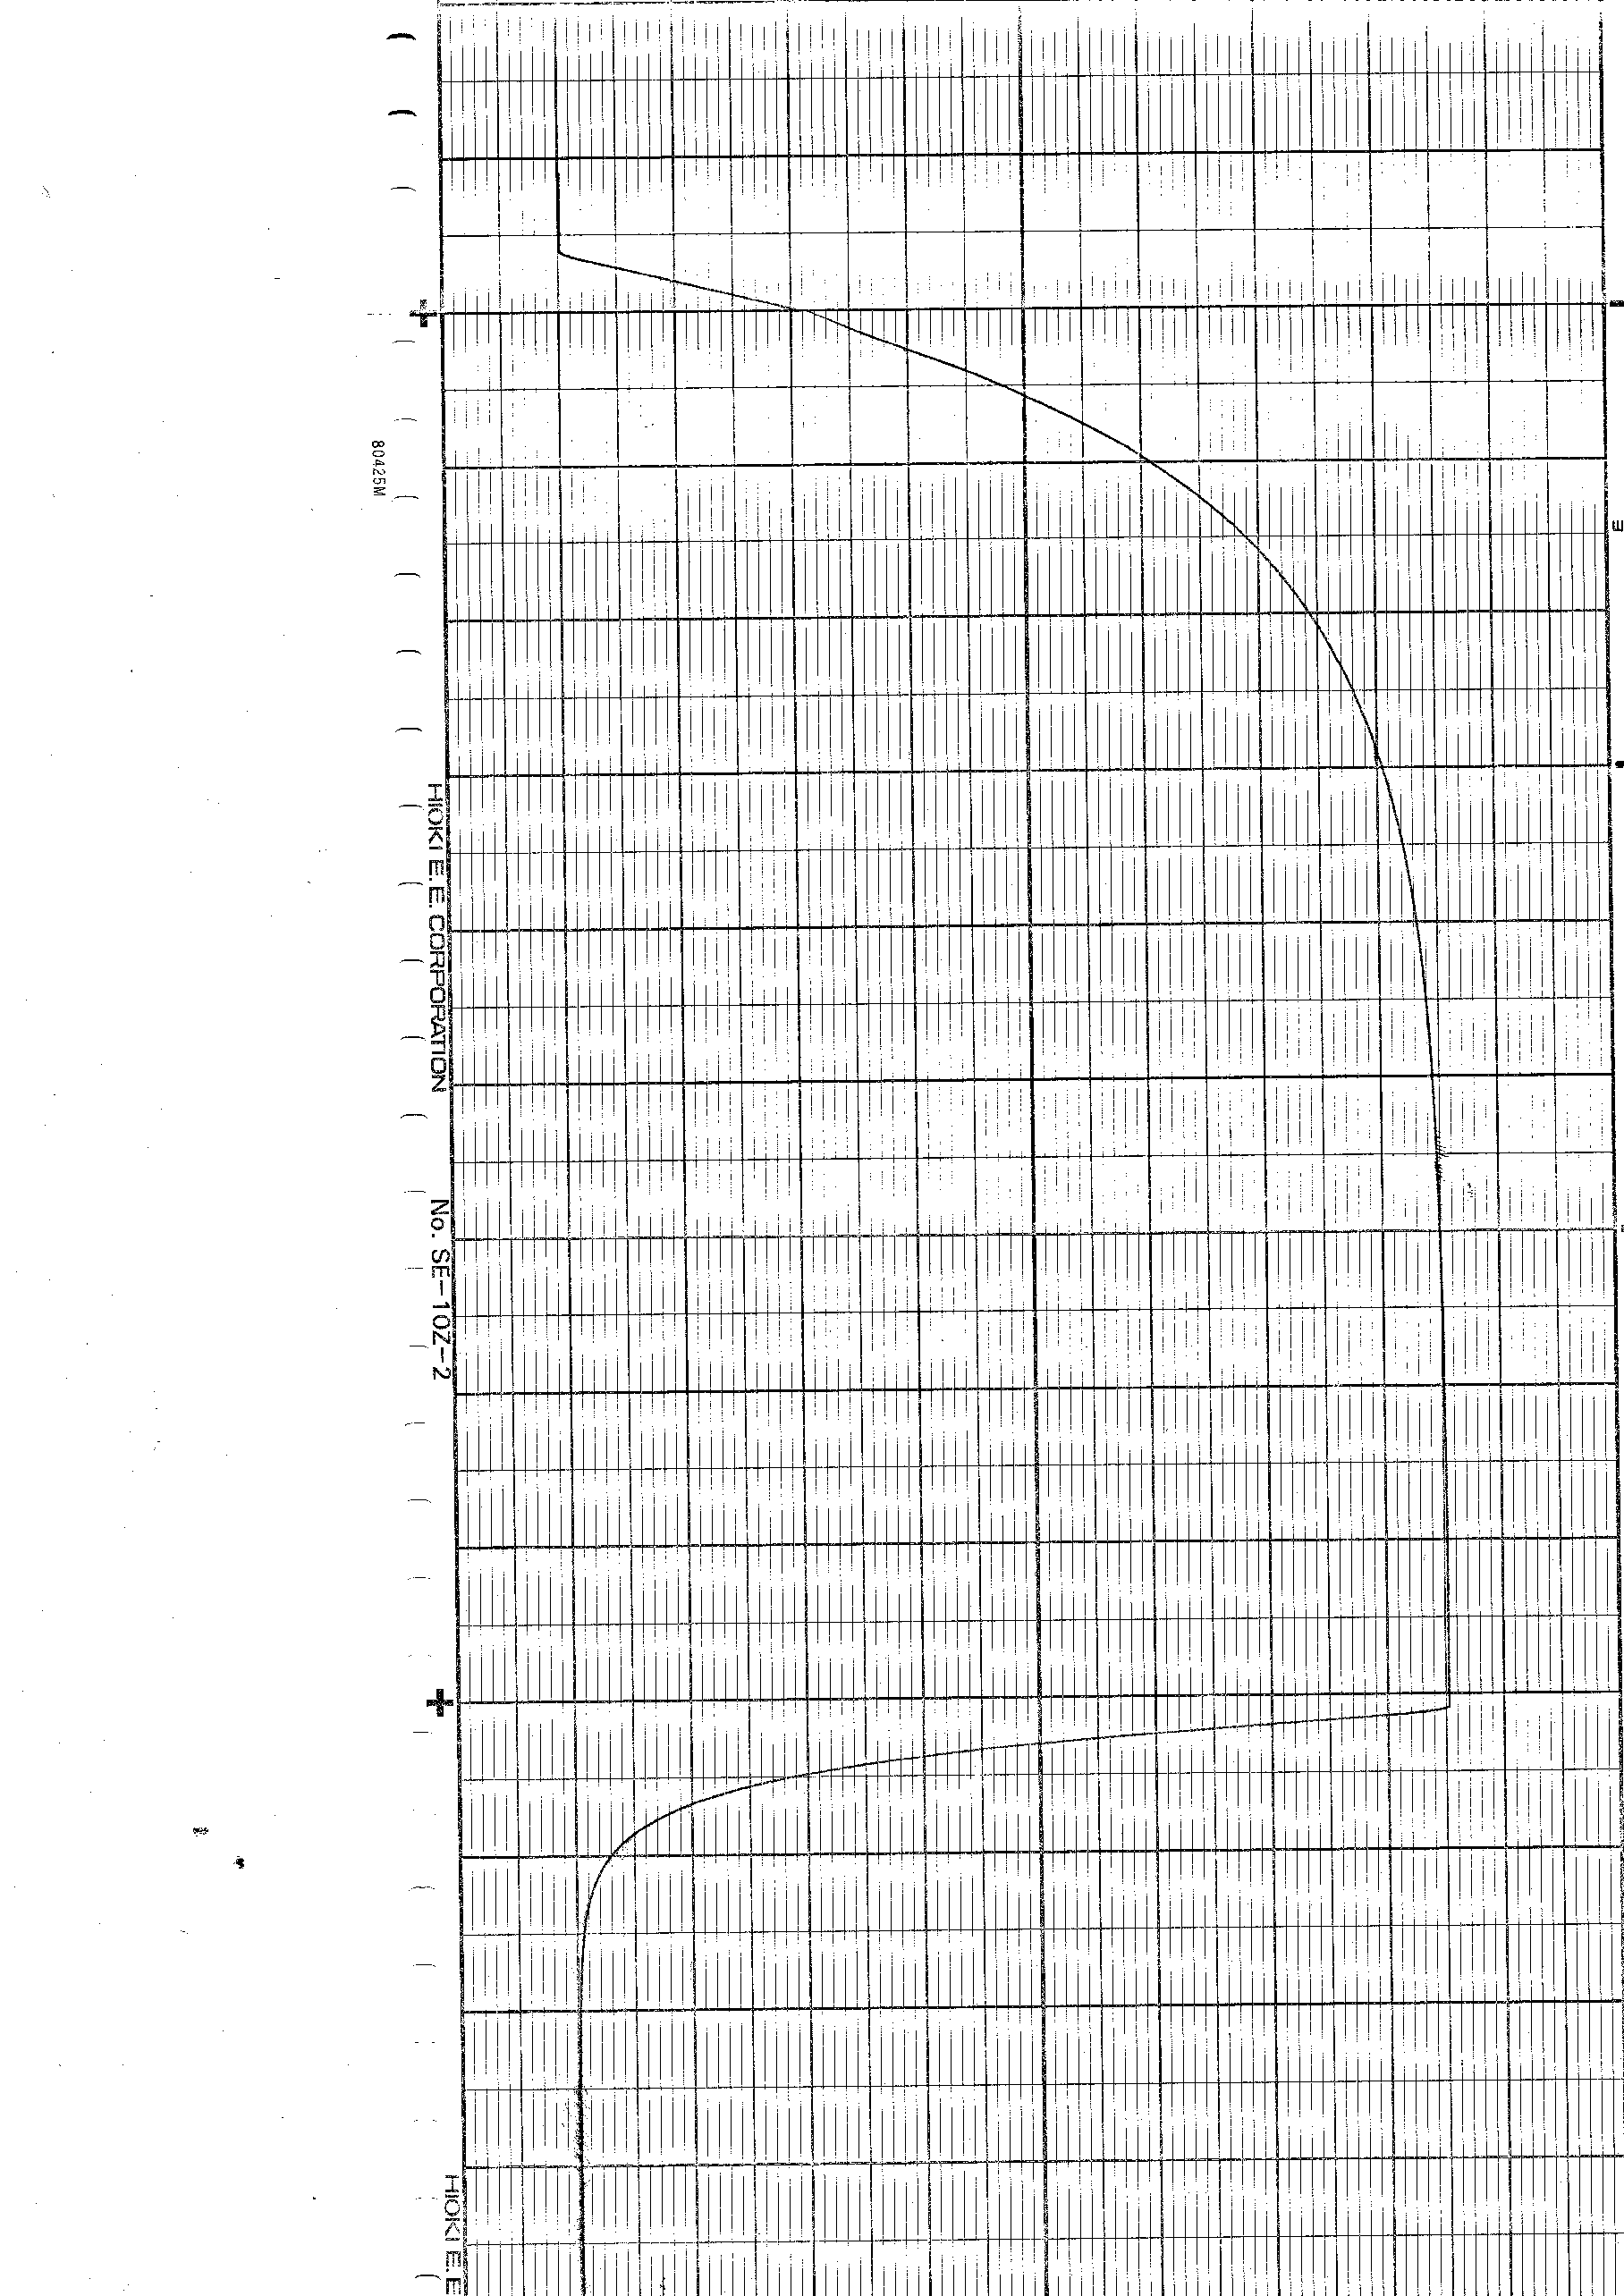 80425M
HIOKI E. E. CORPORATION
No. SE-10Z-2
HIOKI E. E